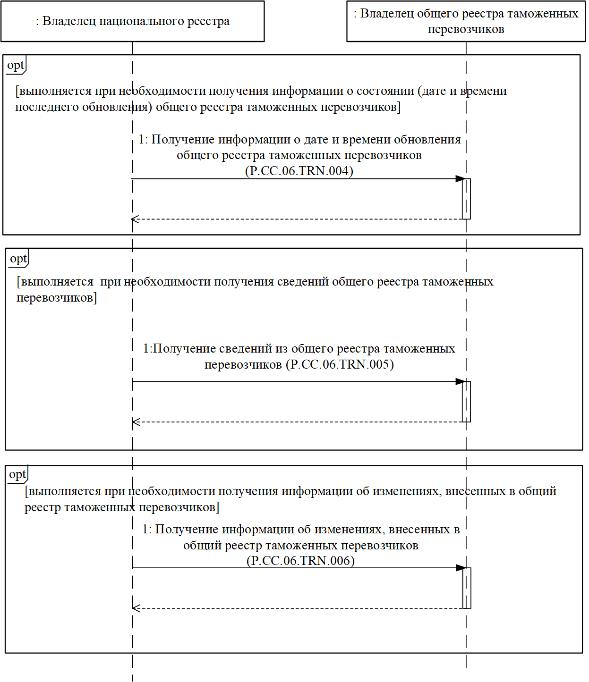 : Владелец национального реестра
: Владелец общего реестра таможенных
перевозчиков
opt
[выполняется при необходимости получения информации о состоянии (дате и времени
последнего обновления) общего реестра таможенных перевозчиков]
1: Получение информации о дате и времени обновления
общего реестра таможенных перевозчиков
(P.CC.06.TRN.004)
opt
[выполняется при необходимости получения сведений общего реестра таможенных
перевозчиков]
1:Получение сведений из общего реестра таможенных
перевозчиков (P.CC.06.TRN.005)
opt
[выполняется при необходимости получения информации об изменениях, внесенных в общий
реестр таможенных перевозчиков]
1: Получение информации об изменениях, внесенных в
общий реестр таможенных перевозчиков
(P.CC.06.TRN.006)